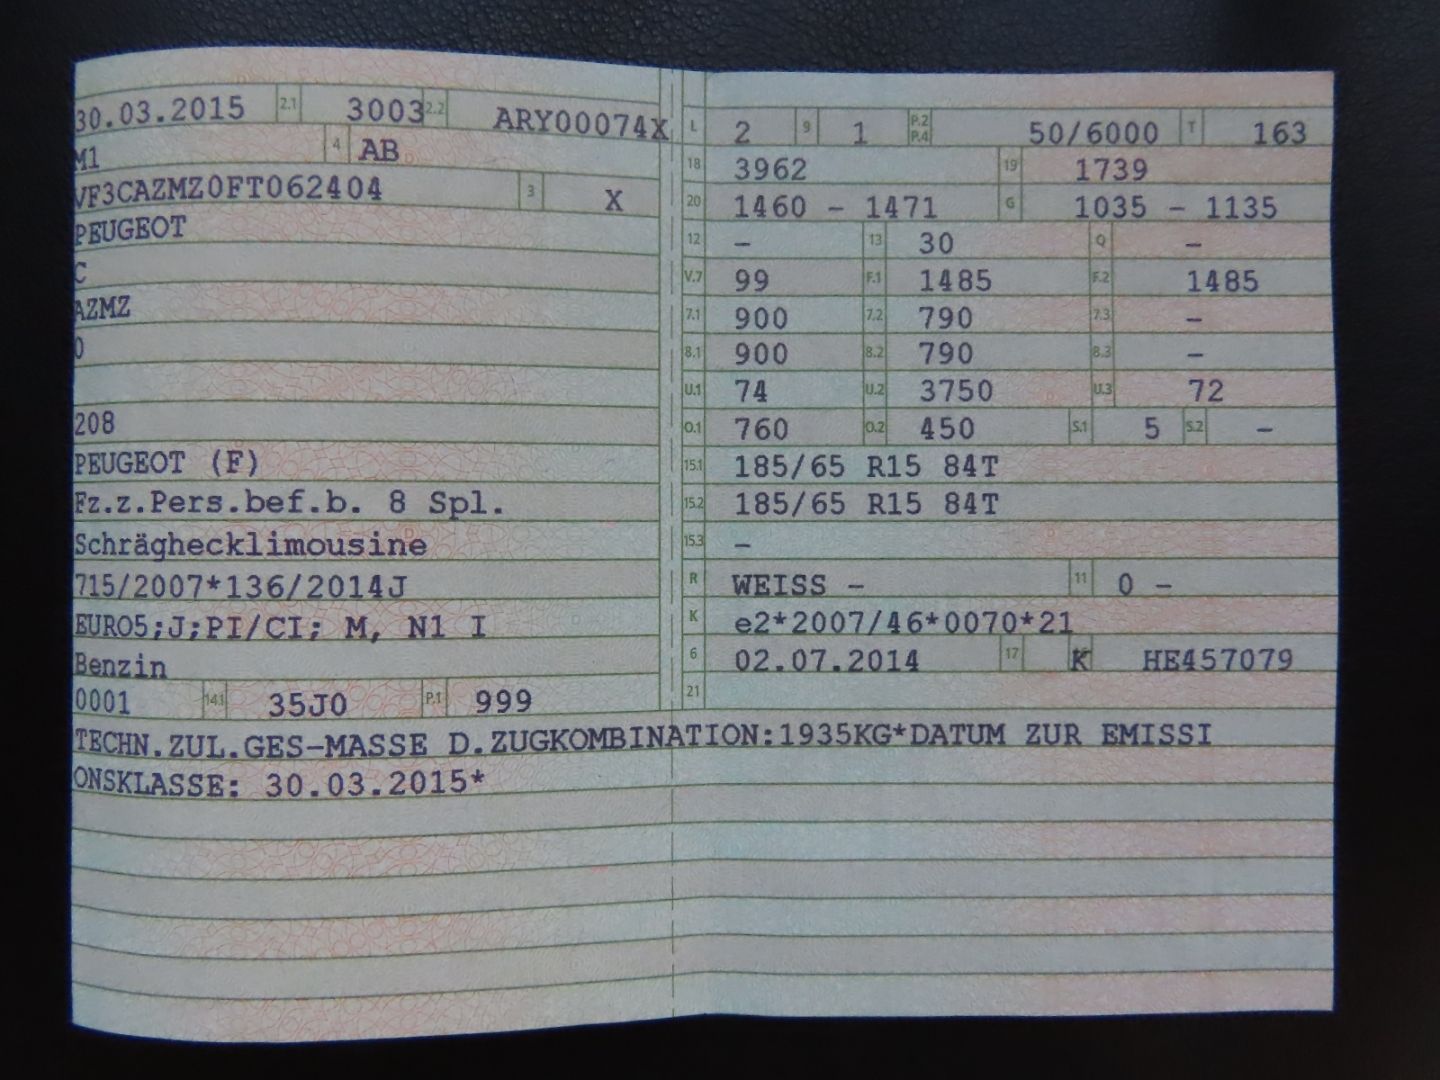 30.03.2015 2.1 3003 2.2 ARY00074X
M1 4 AB
VF3CAZMZ0FT062404 3 X
PEUGEOT
C
AZMZ
0
208
PEUGEOT (F)
Fz.z.Pers.bef.b. 8 Spl.
Schräghecklimousine
715/2007*136/2014J
EURO5;J;PI/CI; M, N1 I
Benzin
0001 14.1 35J0 P.1 999
L 2 9 1 P.2 P.4 50/6000 T 163
18 3962 19 1739
20 1460 - 1471 G 1035 - 1135
12 - 13 30 Q -
V.7 99 F.1 1485 F.2 1485
7.1 900 7.2 790 7.3 -
8.1 900 8.2 790 8.3 -
U.1 74 U.2 3750 U.3 72
O.1 760 O.2 450 S.1 5 S.2 -
15.1 185/65 R15 84T
15.2 185/65 R15 84T
15.3 -
R WEISS - 11 0 -
K e2*2007/46*0070*21
6 02.07.2014 17 K HE457079
21
TECHN.ZUL.GES-MASSE D.ZUGKOMBINATION:1935KG*DATUM ZUR EMISSI
ONSKLASSE: 30.03.2015*